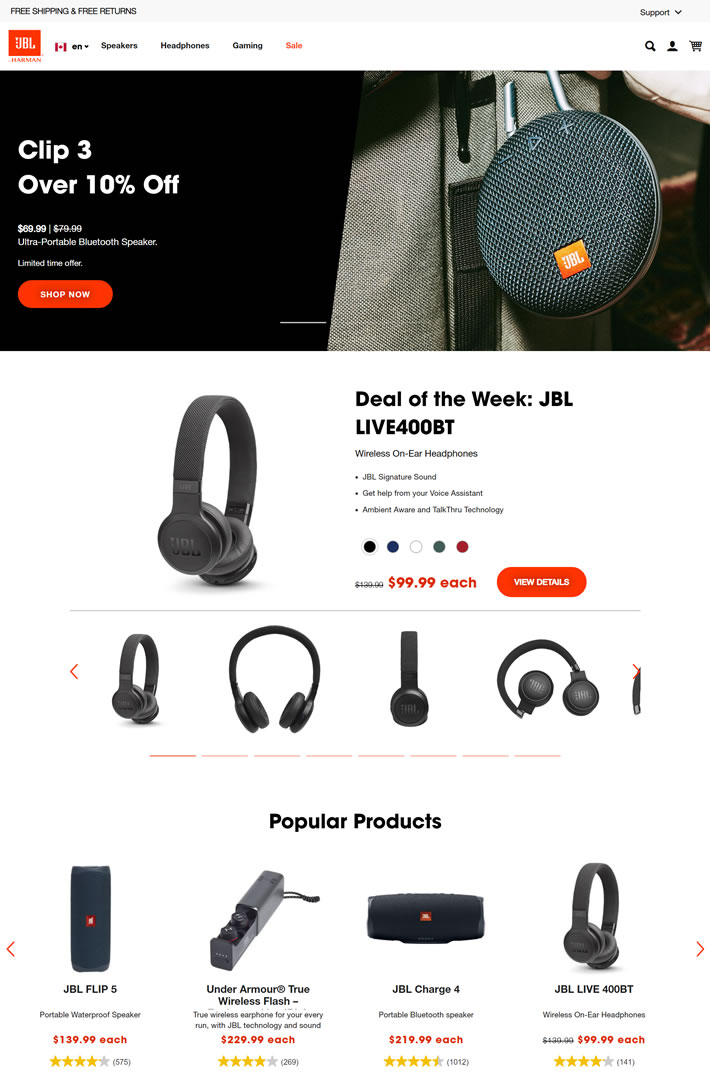 FREE SHIPPING & FREE RETURNS
Support
JBL
by HARMAN
en
Speakers
Headphones
Gaming
Sale
Clip 3
Over 10% Off
$69.99 | $79.99
Ultra-Portable Bluetooth Speaker.
Limited time offer.
SHOP NOW
JBL
Deal of the Week: JBL
LIVE400BT
Wireless On-Ear Headphones
• JBL Signature Sound
• Get help from your Voice Assistant
• Ambient Aware and TalkThru Technology
JBL
$139.99 $99.99 each
VIEW DETAILS
Popular Products
JBL FLIP 5
Portable Waterproof Speaker
$139.99 each
(575)
Under Armour® True
Wireless Flash –
True wireless earphone for your every
run, with JBL technology and sound
$229.99 each
(269)
JBL Charge 4
Portable Bluetooth speaker
$219.99 each
(1012)
JBL LIVE 400BT
Wireless On-Ear Headphones
$139.99 $99.99 each
(141)